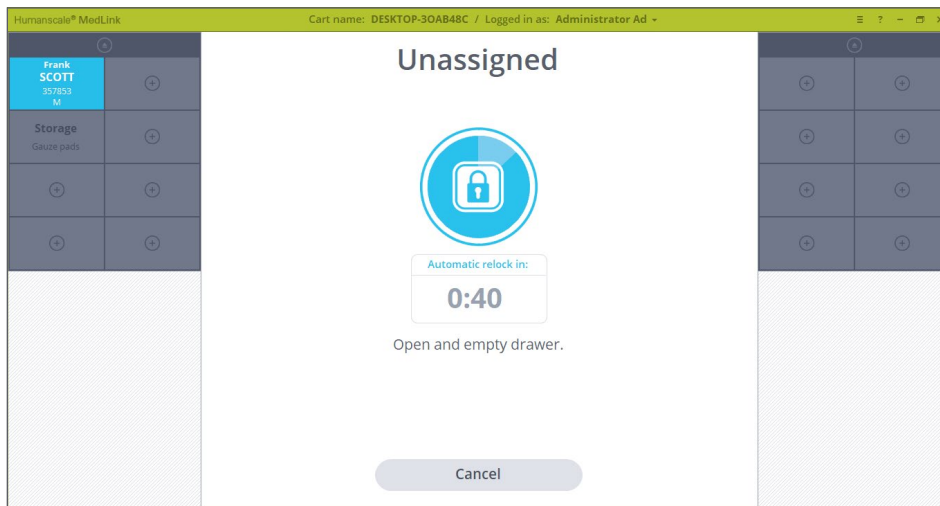 Humanscale® MedLink
Cart name: DESKTOP-3OAB48C / Logged in as: Administrator Ad
Frank
SCOTT
357853
M
Storage
Gauze pads
Unassigned
Automatic relock in:
0:40
Open and empty drawer.
Cancel